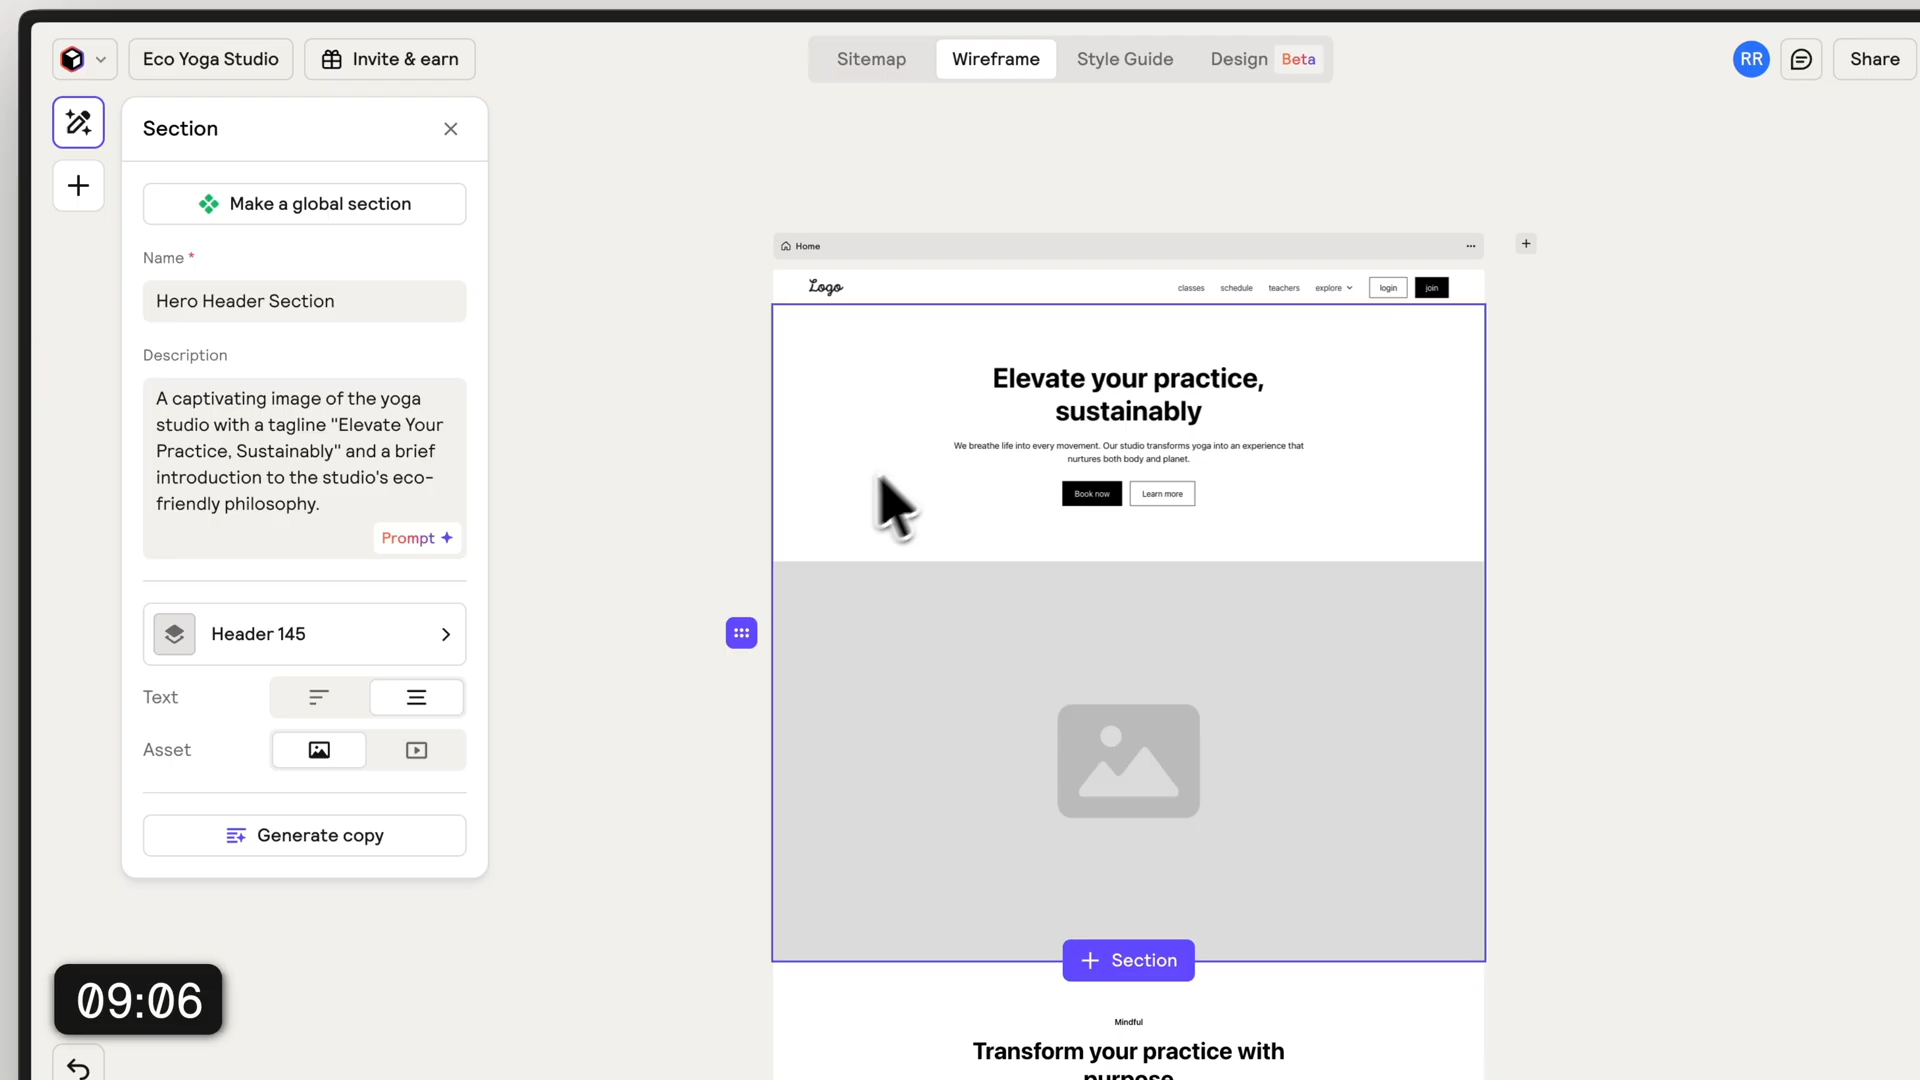 Eco Yoga Studio
Invite & earn
Sitemap
Wireframe
Style Guide
Design Beta
RR
Share
Section
Make a global section
Name *
Hero Header Section
Description
A captivating image of the yoga
studio with a tagline "Elevate Your
Practice, Sustainably" and a brief
introduction to the studio's eco-
friendly philosophy.
Prompt
Header 145
Text
Asset
Generate copy
09:06
Home
Logo
classes
schedule
teachers
explore
login
join
Elevate your practice,
sustainably
We breathe life into every movement. Our studio transforms yoga into an experience that
nurtures both body and planet.
Book now
Learn more
Section
Mindful
Transform your practice with
purpose